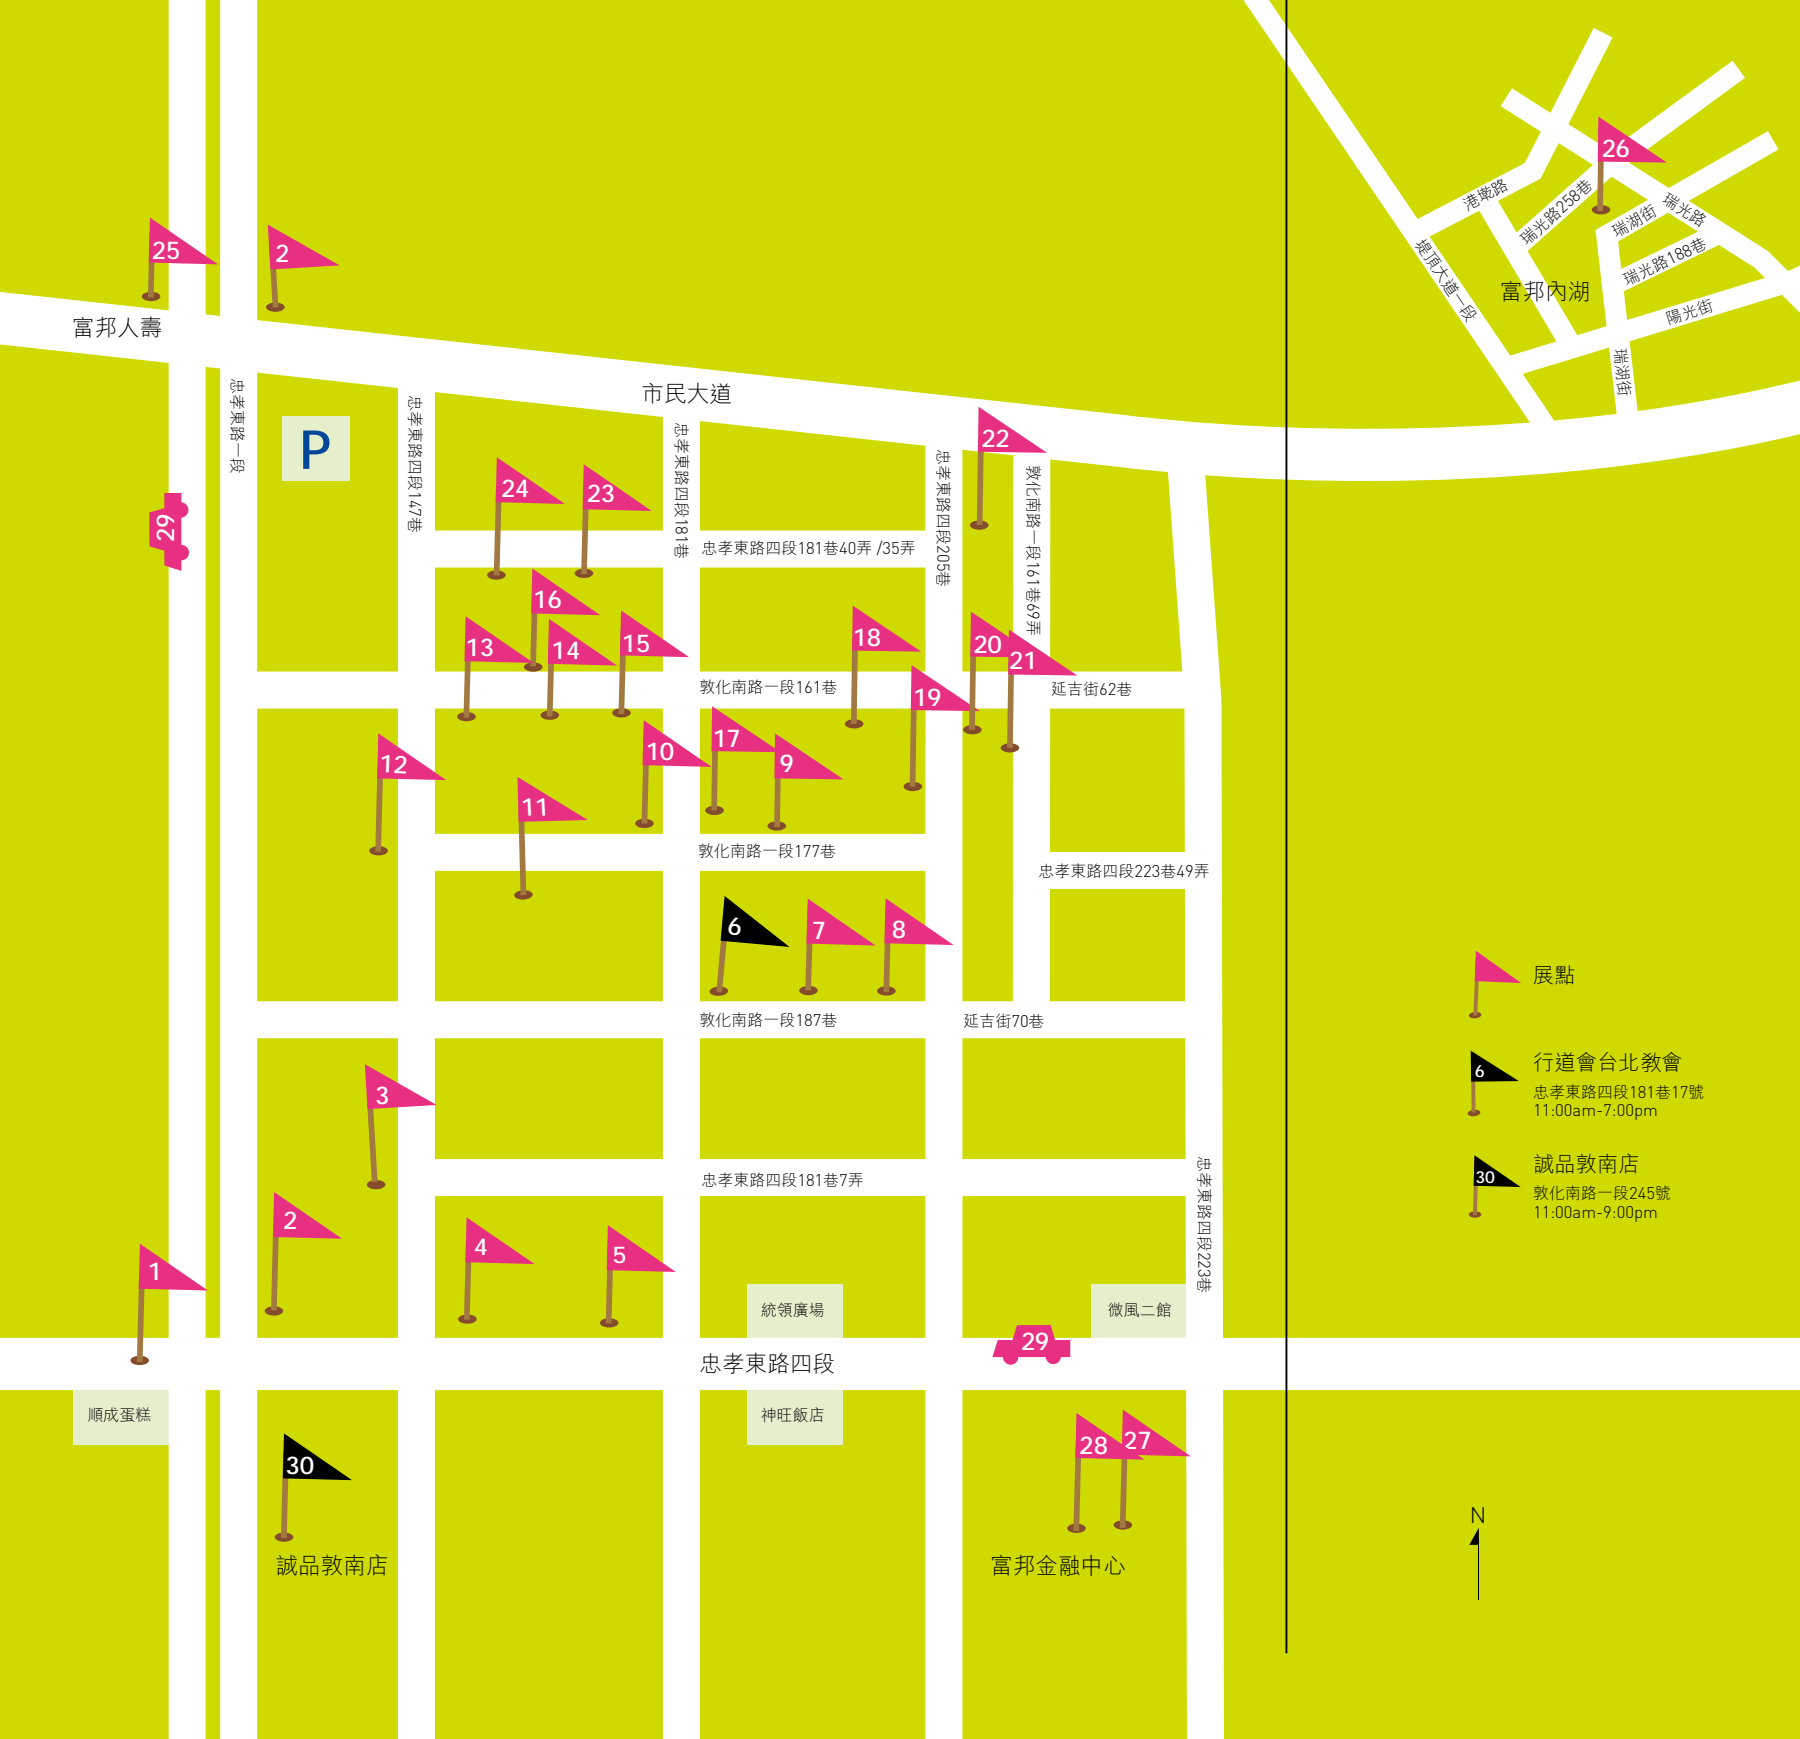 26
港墘路
瑞光路258巷
瑞湖街
瑞光路
瑞光路188巷
堤頂大道一段
富邦內湖
陽光街
瑞湖街
25
2
富邦人壽
市民大道
忠孝東路一段
忠孝東路四段147巷
忠孝東路四段181巷
忠孝東路四段205巷
敦化南路一段161巷69弄
P
22
24
23
29
忠孝東路四段181巷40弄 /35弄
16
13
14
15
18
20
21
敦化南路一段161巷
延吉街62巷
19
12
10
17
9
11
敦化南路一段177巷
忠孝東路四段223巷49弄
6
7
8
敦化南路一段187巷
延吉街70巷
3
忠孝東路四段181巷7弄
忠孝東路四段223巷
2
1
4
5
統領廣場
微風二館
29
忠孝東路四段
順成蛋糕
神旺飯店
30
28
27
誠品敦南店
富邦金融中心
展點
6
行道會台北教會
忠孝東路四段181巷17號
11:00am-7:00pm
30
誠品敦南店
敦化南路一段245號
11:00am-9:00pm
N